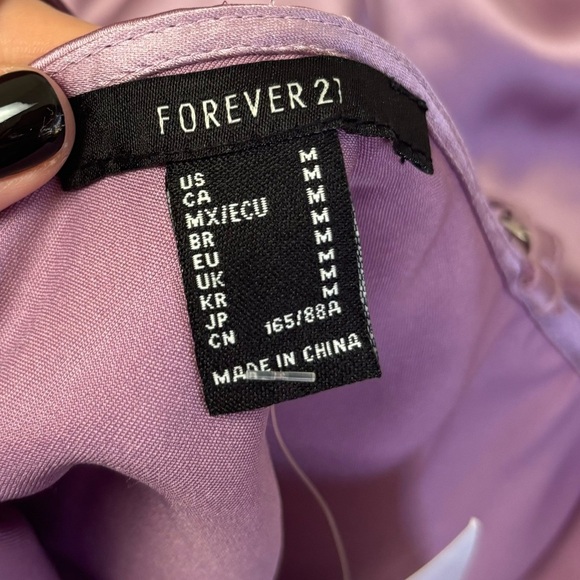 FOREVER 21
US M
CA M
MX/ECU M
BR M
EU M
UK M
KR M
JP M
CN 165/88A
MADE IN CHINA